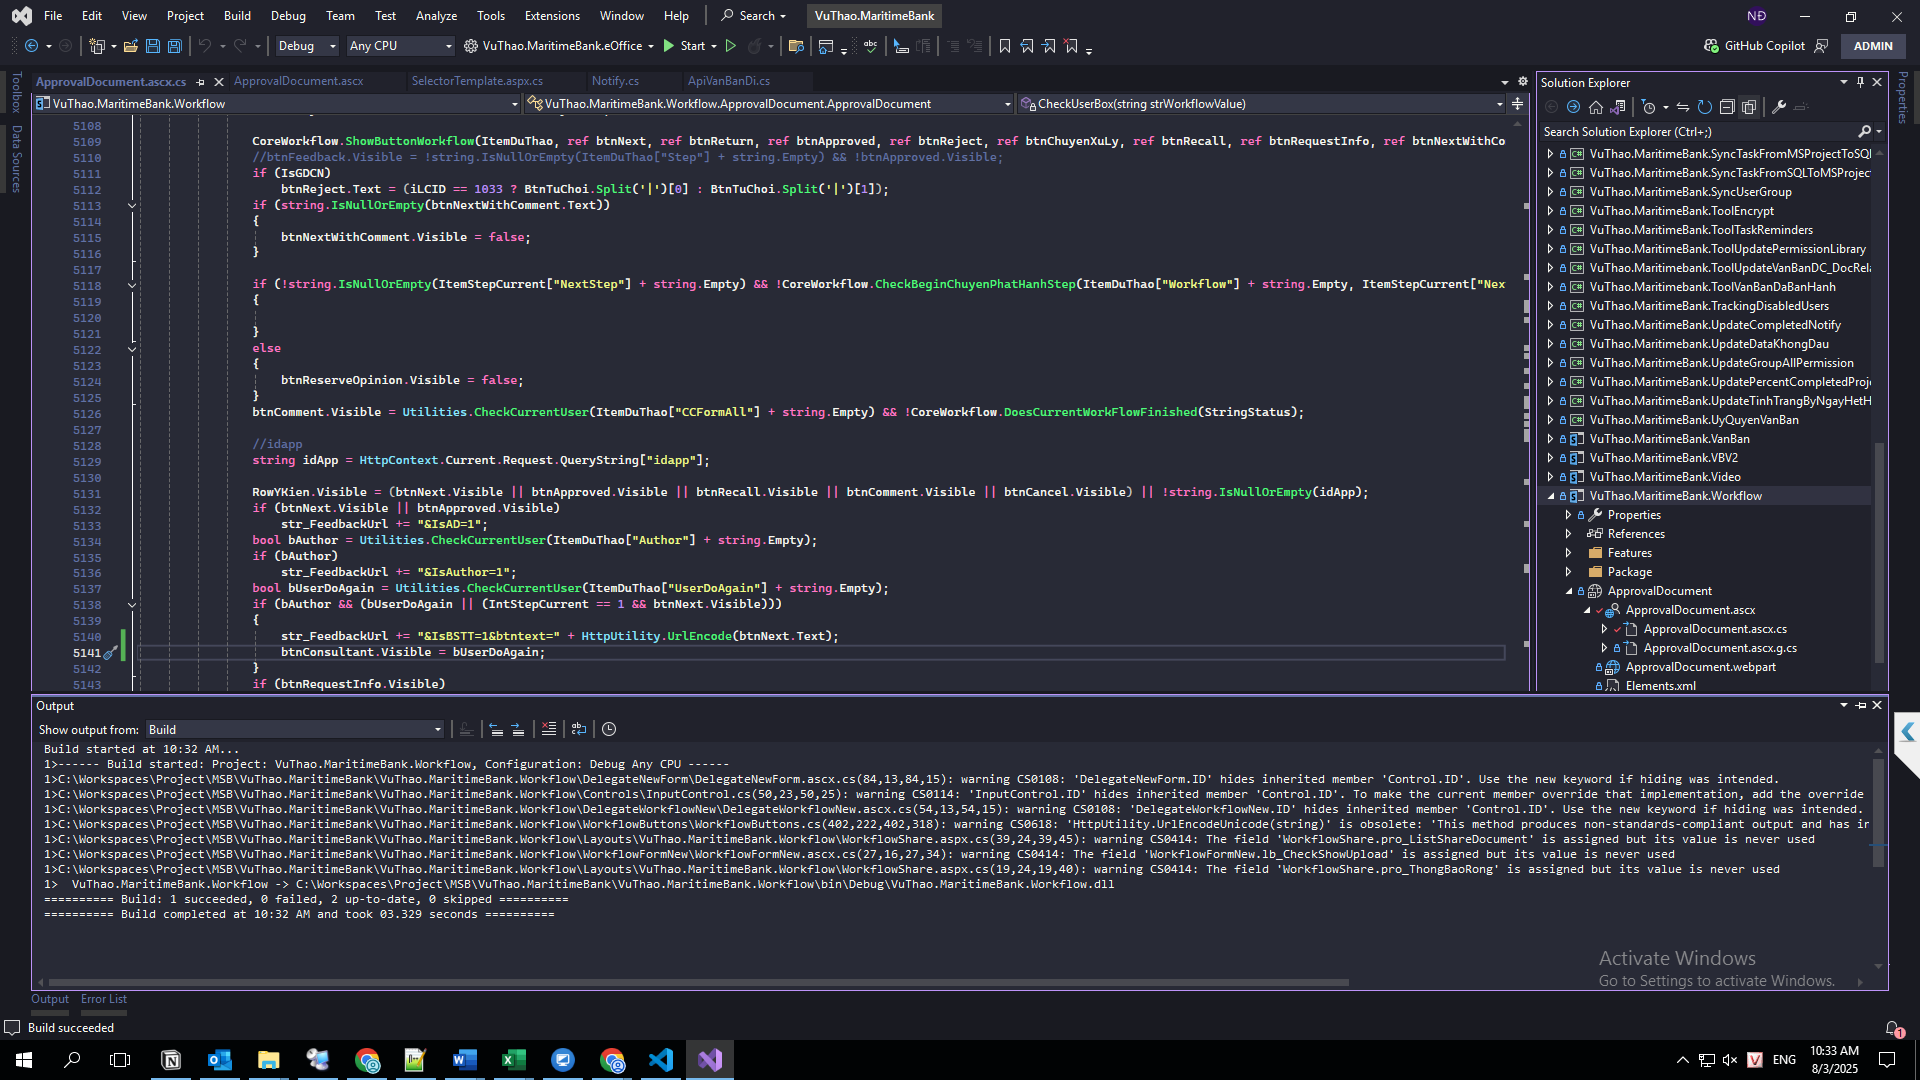 File Edit View Project Build Debug Team Test Analyze Tools Extensions Window Help Search VuThao.MaritimeBank NĐ
Debug Any CPU VuThao.MaritimeBank.eOffice Start GitHub Copilot ADMIN
ApprovalDocument.ascx.cs ApprovalDocument.ascx SelectorTemplate.aspx.cs Notify.cs ApiVanBanDi.cs
VuThao.MaritimeBank.Workflow VuThao.MaritimeBank.Workflow.ApprovalDocument.ApprovalDocument CheckUserBox(string strWorkflowValue)
Toolbox
Data Sources
5108
5109 CoreWorkflow.ShowButtonWorkflow(ItemDuThao, ref btnNext, ref btnReturn, ref btnApproved, ref btnReject, ref btnChuyenXuLy, ref btnRecall, ref btnRequestInfo, ref btnNextWithCo
5110 //btnFeedback.Visible = !string.IsNullOrEmpty(ItemDuThao["Step"] + string.Empty) && !btnApproved.Visible;
5111 if (IsGDCN)
5112 btnReject.Text = (iLCID == 1033 ? BtnTuChoi.Split('|')[0] : BtnTuChoi.Split('|')[1]);
5113 if (string.IsNullOrEmpty(btnNextWithComment.Text))
5114 {
5115 btnNextWithComment.Visible = false;
5116 }
5117
5118 if (!string.IsNullOrEmpty(ItemStepCurrent["NextStep"] + string.Empty) && !CoreWorkflow.CheckBeginChuyenPhatHanhStep(ItemDuThao["Workflow"] + string.Empty, ItemStepCurrent["Nex
5119 {
5120
5121 }
5122 else
5123 {
5124 btnReserveOpinion.Visible = false;
5125 }
5126 btnComment.Visible = Utilities.CheckCurrentUser(ItemDuThao["CCFormAll"] + string.Empty) && !CoreWorkflow.DoesCurrentWorkFlowFinished(StringStatus);
5127
5128 //idapp
5129 string idApp = HttpContext.Current.Request.QueryString["idapp"];
5130
5131 RowYKien.Visible = (btnNext.Visible || btnApproved.Visible || btnRecall.Visible || btnComment.Visible || btnCancel.Visible) || !string.IsNullOrEmpty(idApp);
5132 if (btnNext.Visible || btnApproved.Visible)
5133 str_FeedbackUrl += "&IsAD=1";
5134 bool bAuthor = Utilities.CheckCurrentUser(ItemDuThao["Author"] + string.Empty);
5135 if (bAuthor)
5136 str_FeedbackUrl += "&IsAuthor=1";
5137 bool bUserDoAgain = Utilities.CheckCurrentUser(ItemDuThao["UserDoAgain"] + string.Empty);
5138 if (bAuthor && (bUserDoAgain || (IntStepCurrent == 1 && btnNext.Visible)))
5139 {
5140 str_FeedbackUrl += "&IsBSTT=1&btntext=" + HttpUtility.UrlEncode(btnNext.Text);
5141 btnConsultant.Visible = bUserDoAgain;
5142 }
5143 if (btnRequestInfo.Visible)
Solution Explorer
Search Solution Explorer (Ctrl+;)
VuThao.MaritimeBank.SyncTaskFromMSProjectToSQL
VuThao.MaritimeBank.SyncTaskFromSQLToMSProjec
VuThao.MaritimeBank.SyncUserGroup
VuThao.MaritimeBank.ToolEncrypt
VuThao.MaritimeBank.ToolTaskReminders
VuThao.MaritimeBank.ToolUpdatePermissionLibrary
VuThao.MaritimeBank.ToolUpdateVanBanDC_DocRela
VuThao.MaritimeBank.ToolVanBanDaBanHanh
VuThao.MaritimeBank.TrackingDisabledUsers
VuThao.MaritimeBank.UpdateCompletedNotify
VuThao.MaritimeBank.UpdateDataKhongDau
VuThao.MaritimeBank.UpdateGroupAllPermission
VuThao.MaritimeBank.UpdatePercentCompletedProj
VuThao.MaritimeBank.UpdateTinhTrangByNgayHetH
VuThao.MaritimeBank.UyQuyenVanBan
VuThao.MaritimeBank.VanBan
VuThao.MaritimeBank.VBV2
VuThao.MaritimeBank.Video
VuThao.MaritimeBank.Workflow
Properties
References
Features
Package
ApprovalDocument
ApprovalDocument.ascx
ApprovalDocument.ascx.cs
ApprovalDocument.ascx.g.cs
ApprovalDocument.webpart
Elements.xml
Properties
Output
Show output from: Build
Build started at 10:32 AM...
1>------ Build started: Project: VuThao.MaritimeBank.Workflow, Configuration: Debug Any CPU ------
1>C:\Workspaces\Project\MSB\VuThao.MaritimeBank\VuThao.MaritimeBank.Workflow\DelegateNewForm\DelegateNewForm.ascx.cs(84,13,84,15): warning CS0108: 'DelegateNewForm.ID' hides inherited member 'Control.ID'. Use the new keyword if hiding was intended.
1>C:\Workspaces\Project\MSB\VuThao.MaritimeBank\VuThao.MaritimeBank.Workflow\Controls\InputControl.cs(50,23,50,25): warning CS0114: 'InputControl.ID' hides inherited member 'Control.ID'. To make the current member override that implementation, add the override
1>C:\Workspaces\Project\MSB\VuThao.MaritimeBank\VuThao.MaritimeBank.Workflow\DelegateWorkflowNew\DelegateWorkflowNew.ascx.cs(54,13,54,15): warning CS0108: 'DelegateWorkflowNew.ID' hides inherited member 'Control.ID'. Use the new keyword if hiding was intended.
1>C:\Workspaces\Project\MSB\VuThao.MaritimeBank\VuThao.MaritimeBank.Workflow\WorkflowButtons\WorkflowButtons.cs(402,222,402,318): warning CS0618: 'HttpUtility.UrlEncodeUnicode(string)' is obsolete: 'This method produces non-standards-compliant output and has ir
1>C:\Workspaces\Project\MSB\VuThao.MaritimeBank\VuThao.MaritimeBank.Workflow\Layouts\VuThao.MaritimeBank.Workflow\WorkflowShare.aspx.cs(39,24,39,45): warning CS0414: The field 'WorkflowShare.pro_ListShareDocument' is assigned but its value is never used
1>C:\Workspaces\Project\MSB\VuThao.MaritimeBank\VuThao.MaritimeBank.Workflow\WorkflowFormNew\WorkflowFormNew.ascx.cs(27,16,27,34): warning CS0414: The field 'WorkflowFormNew.lb_CheckShowUpload' is assigned but its value is never used
1>C:\Workspaces\Project\MSB\VuThao.MaritimeBank\VuThao.MaritimeBank.Workflow\Layouts\VuThao.MaritimeBank.Workflow\WorkflowShare.aspx.cs(19,24,19,40): warning CS0414: The field 'WorkflowShare.pro_ThongBaoRong' is assigned but its value is never used
1> VuThao.MaritimeBank.Workflow -> C:\Workspaces\Project\MSB\VuThao.MaritimeBank\VuThao.MaritimeBank.Workflow\bin\Debug\VuThao.MaritimeBank.Workflow.dll
========== Build: 1 succeeded, 0 failed, 2 up-to-date, 0 skipped ==========
========== Build completed at 10:32 AM and took 03.329 seconds ==========
Activate Windows
Go to Settings to activate Windows.
Output Error List
Build succeeded
1
ENG
10:33 AM
8/3/2025